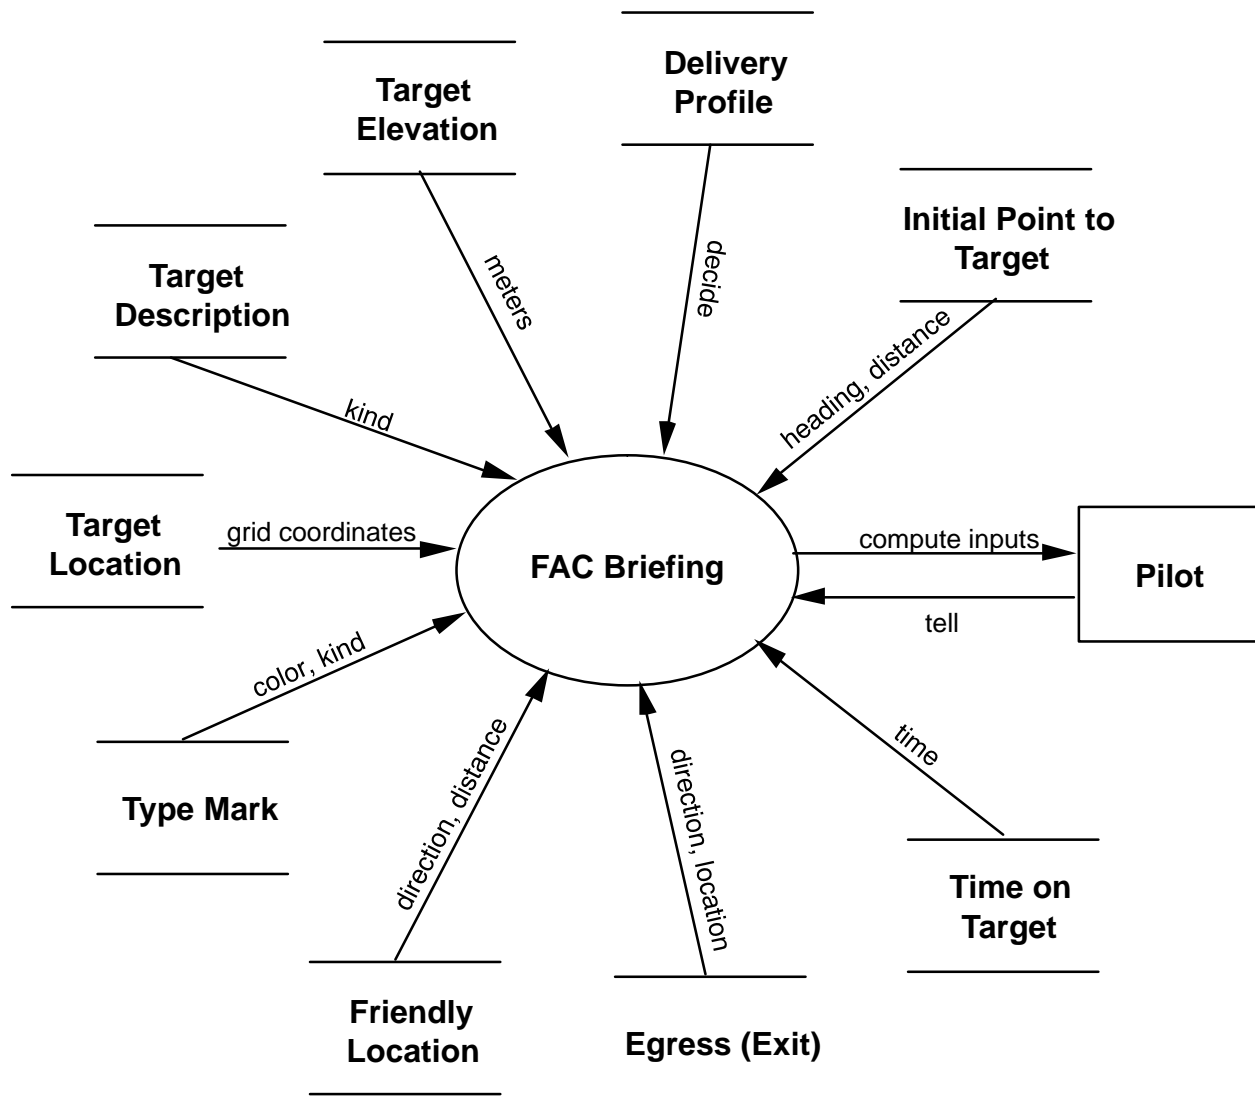 Delivery
Profile
Target
Elevation
Initial Point to
Target
Target
Description
meters
decide
heading, distance
kind
Target
Location
grid coordinates
FAC Briefing
compute inputs
tell
Pilot
color, kind
Type Mark
direction, distance
direction, location
time
Time on
Target
Friendly
Location
Egress (Exit)